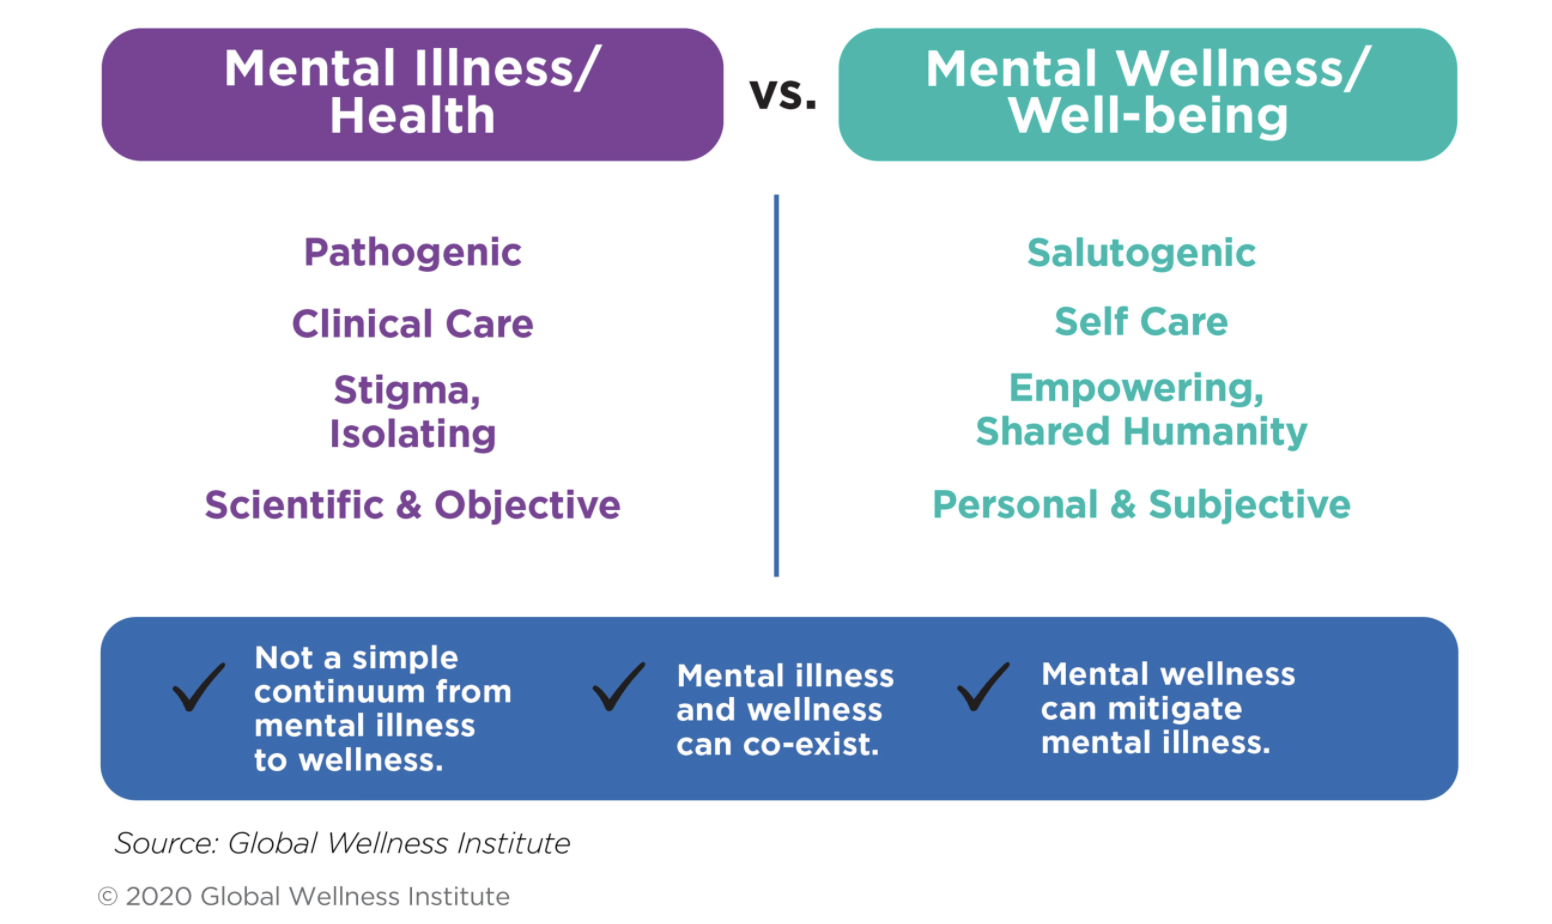 Mental Illness/
Health
vs.
Mental Wellness/
Well-being
Pathogenic
Clinical Care
Stigma,
Isolating
Scientific & Objective
Salutogenic
Self Care
Empowering,
Shared Humanity
Personal & Subjective
Not a simple
continuum from
mental illness
to wellness.
Mental illness
and wellness
can co-exist.
Mental wellness
can mitigate
mental illness.
Source: Global Wellness Institute
© 2020 Global Wellness Institute